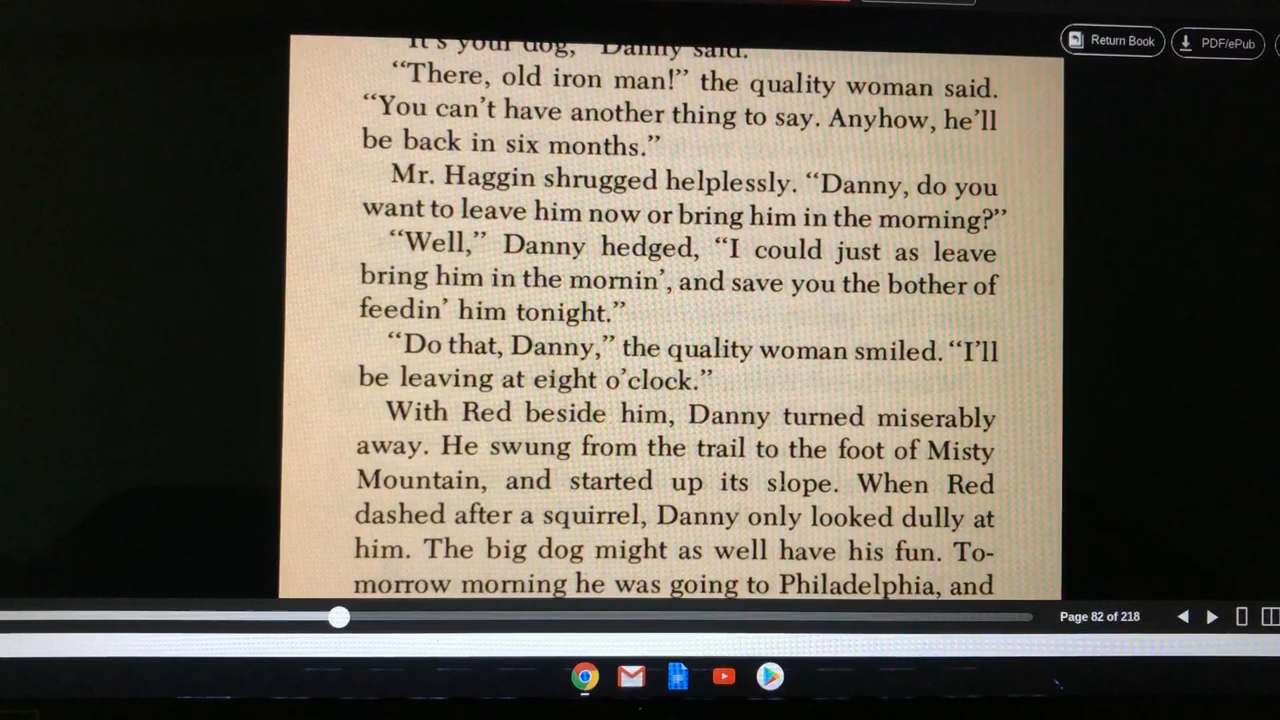 Return Book
PDF/ePub
It's your dog," Danny said.
“There, old iron man!” the quality woman said.
“You can’t have another thing to say. Anyhow, he’ll
be back in six months.”
Mr. Haggin shrugged helplessly. “Danny, do you
want to leave him now or bring him in the morning?”
“Well,” Danny hedged, “I could just as leave
bring him in the mornin’, and save you the bother of
feedin’ him tonight.”
“Do that, Danny,” the quality woman smiled. “I’ll
be leaving at eight o’clock.”
With Red beside him, Danny turned miserably
away. He swung from the trail to the foot of Misty
Mountain, and started up its slope. When Red
dashed after a squirrel, Danny only looked dully at
him. The big dog might as well have his fun. To-
morrow morning he was going to Philadelphia, and
Page 82 of 218